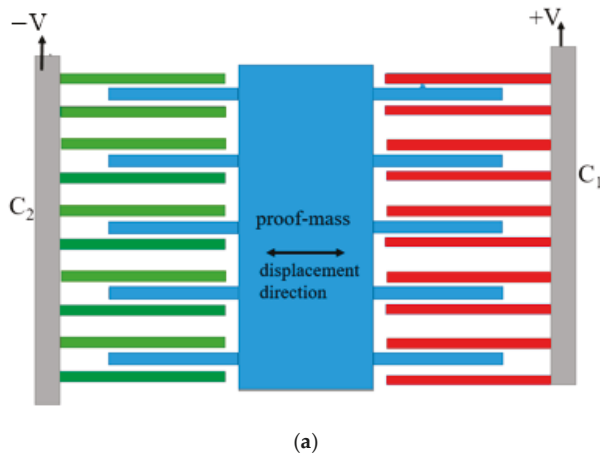 −V
+V
C2
C1
proof-mass
displacement
direction
(a)